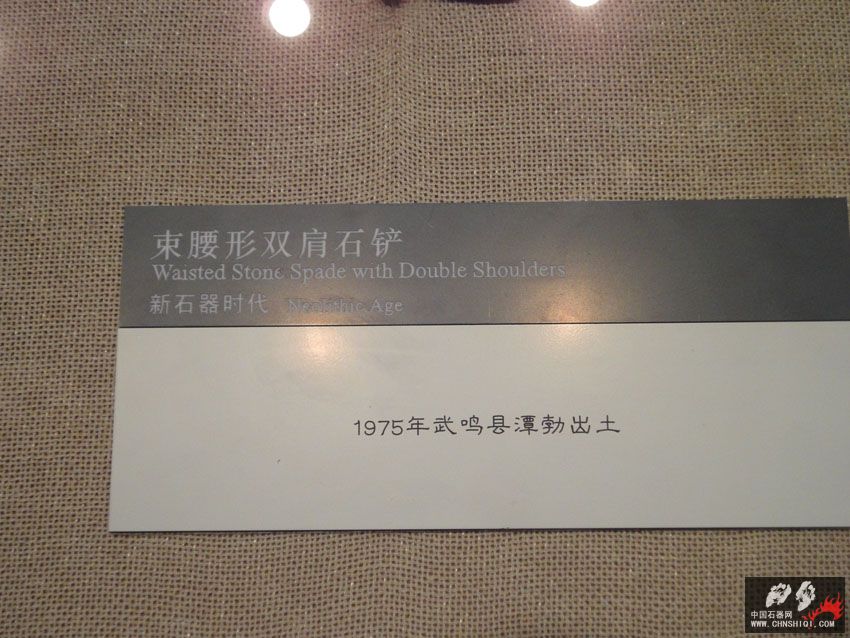 束腰形双肩石铲
Waisted Stone Spade with Double Shoulders
新石器时代 Neolithic Age
1975年武鸣县潭勃出土
中国石器网
WWW.CHNSHIQI.COM